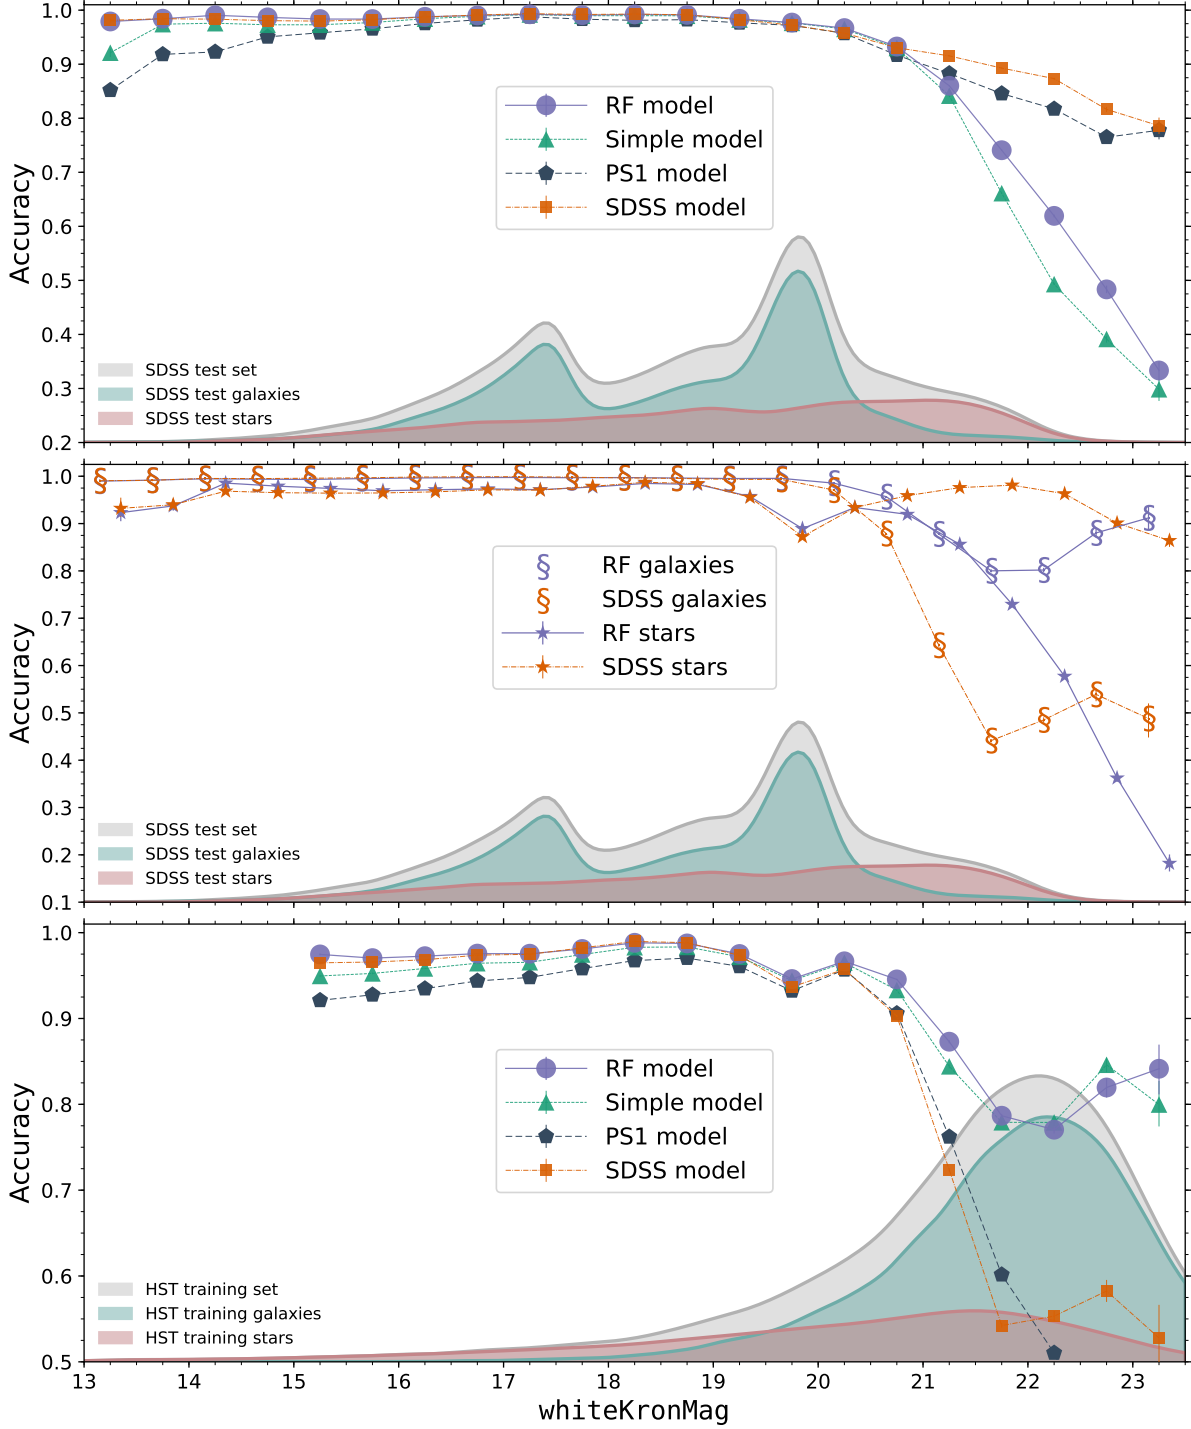 1.0
0.9
0.8
0.7
0.6
0.5
0.4
0.3
0.2
Accuracy
RF model
Simple model
PS1 model
SDSS model
SDSS test set
SDSS test galaxies
SDSS test stars
1.0
0.9
0.8
0.7
0.6
0.5
0.4
0.3
0.2
0.1
Accuracy
§ RF galaxies
§ SDSS galaxies
RF stars
SDSS stars
SDSS test set
SDSS test galaxies
SDSS test stars
1.0
0.9
0.8
0.7
0.6
0.5
Accuracy
RF model
Simple model
PS1 model
SDSS model
HST training set
HST training galaxies
HST training stars
13 14 15 16 17 18 19 20 21 22 23
whiteKronMag